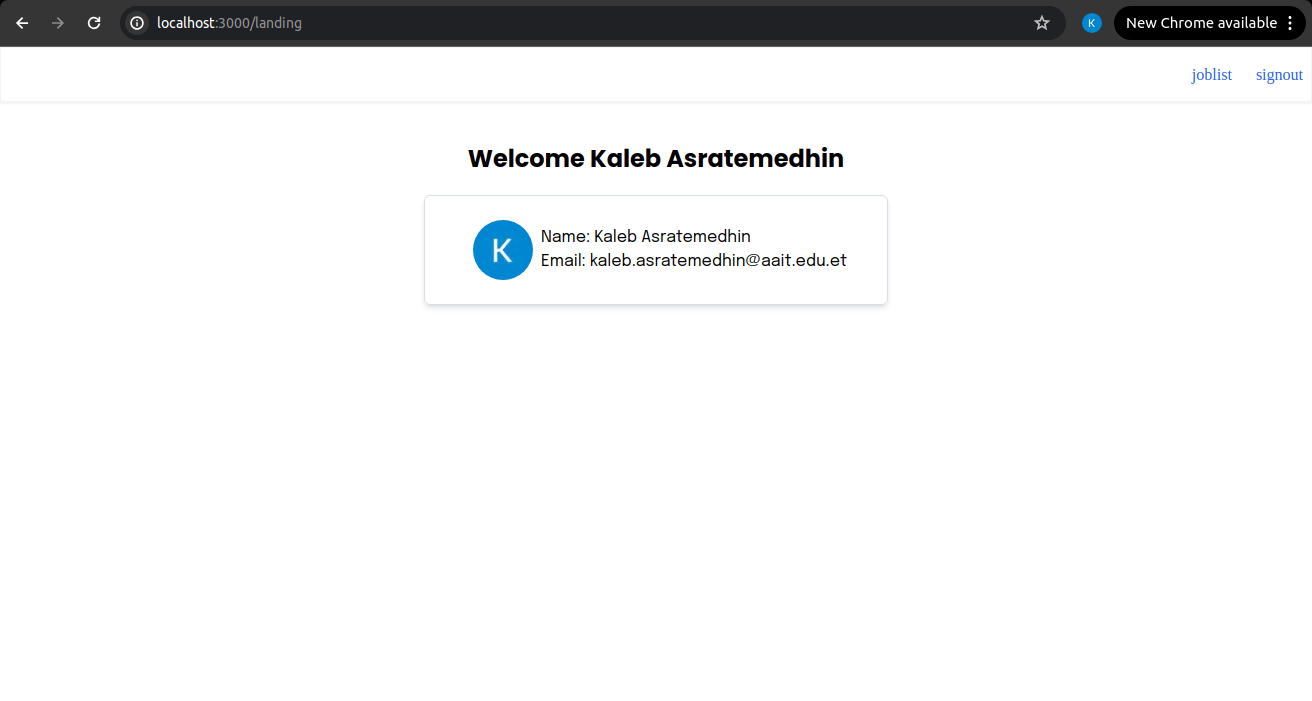 localhost:3000/landing
K
New Chrome available
joblist signout
Welcome Kaleb Asratemedhin
K
Name: Kaleb Asratemedhin
Email: kaleb.asratemedhin@aait.edu.et